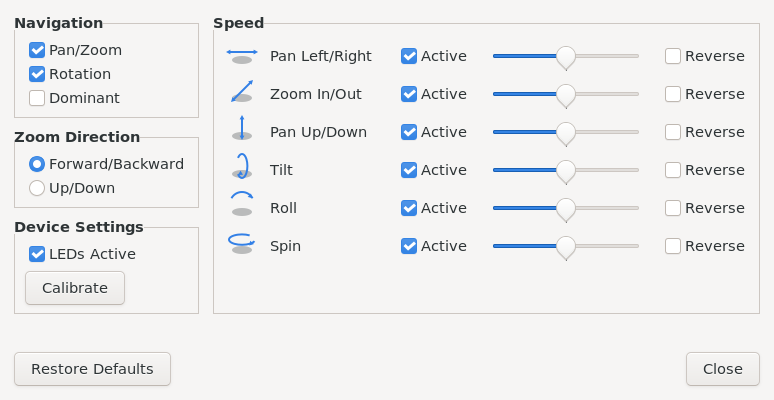 Navigation
Pan/Zoom
Rotation
Dominant
Zoom Direction
Forward/Backward
Up/Down
Device Settings
LEDs Active
Calibrate
Speed
Pan Left/Right Active Reverse
Zoom In/Out Active Reverse
Pan Up/Down Active Reverse
Tilt Active Reverse
Roll Active Reverse
Spin Active Reverse
Restore Defaults
Close